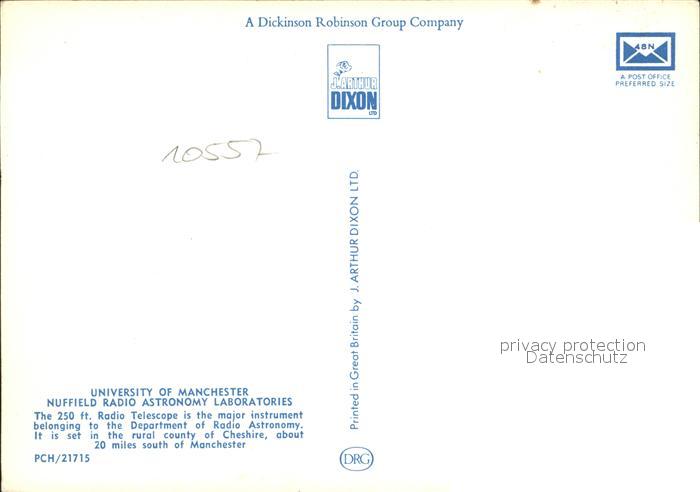 A Dickinson Robinson Group Company
J. ARTHUR
DIXON
LTD
48N
A POST OFFICE
PREFERRED SIZE
10557
Printed in Great Britain by J. ARTHUR DIXON LTD.
privacy protection
Datenschutz
UNIVERSITY OF MANCHESTER
NUFFIELD RADIO ASTRONOMY LABORATORIES
The 250 ft. Radio Telescope is the major instrument
belonging to the Department of Radio Astronomy.
It is set in the rural county of Cheshire, about
20 miles south of Manchester
PCH/21715
DRG